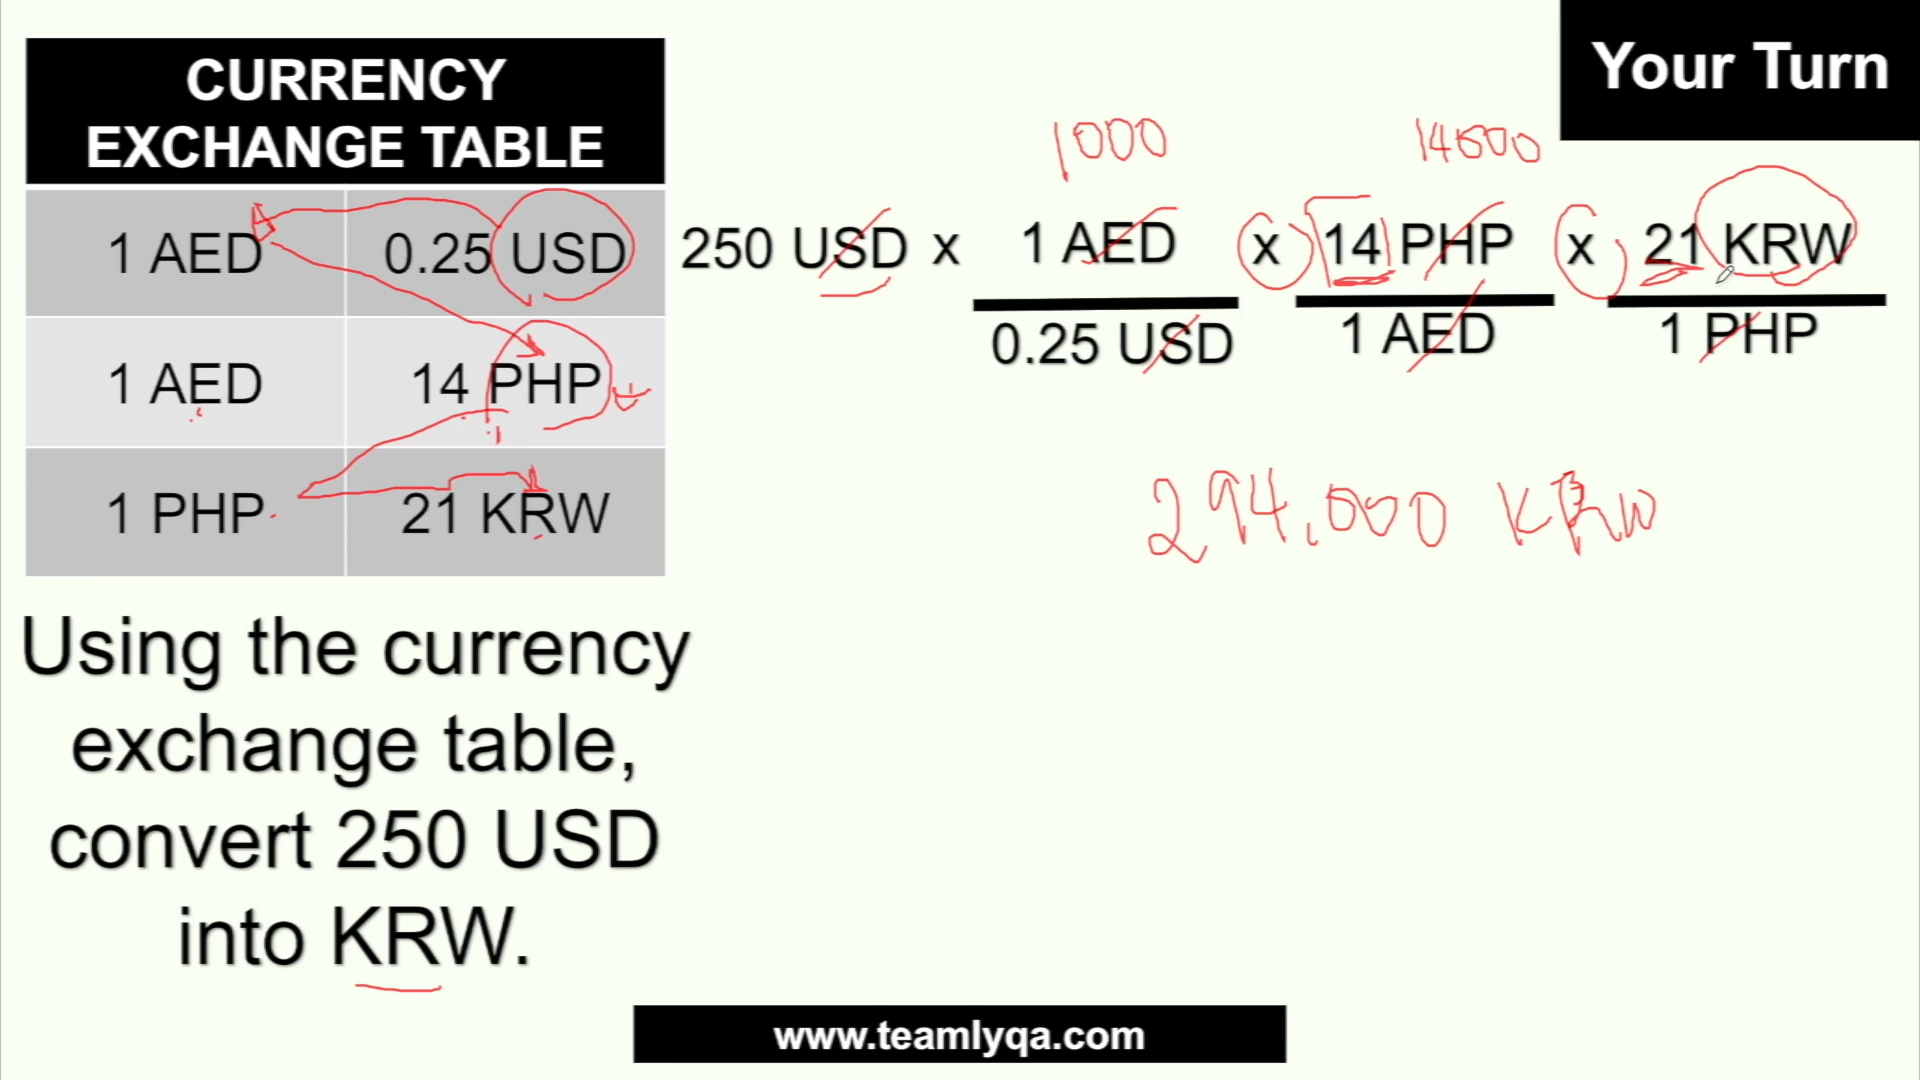 CURRENCY
EXCHANGE TABLE
1 AED 0.25 USD
1 AED 14 PHP
1 PHP 21 KRW
Using the currency
exchange table,
convert 250 USD
into KRW.
Your Turn
1000 14000
250 USD x 1 AED x 14 PHP x 21 KRW
0.25 USD 1 AED 1 PHP
294,000 KRW
www.teamlyqa.com